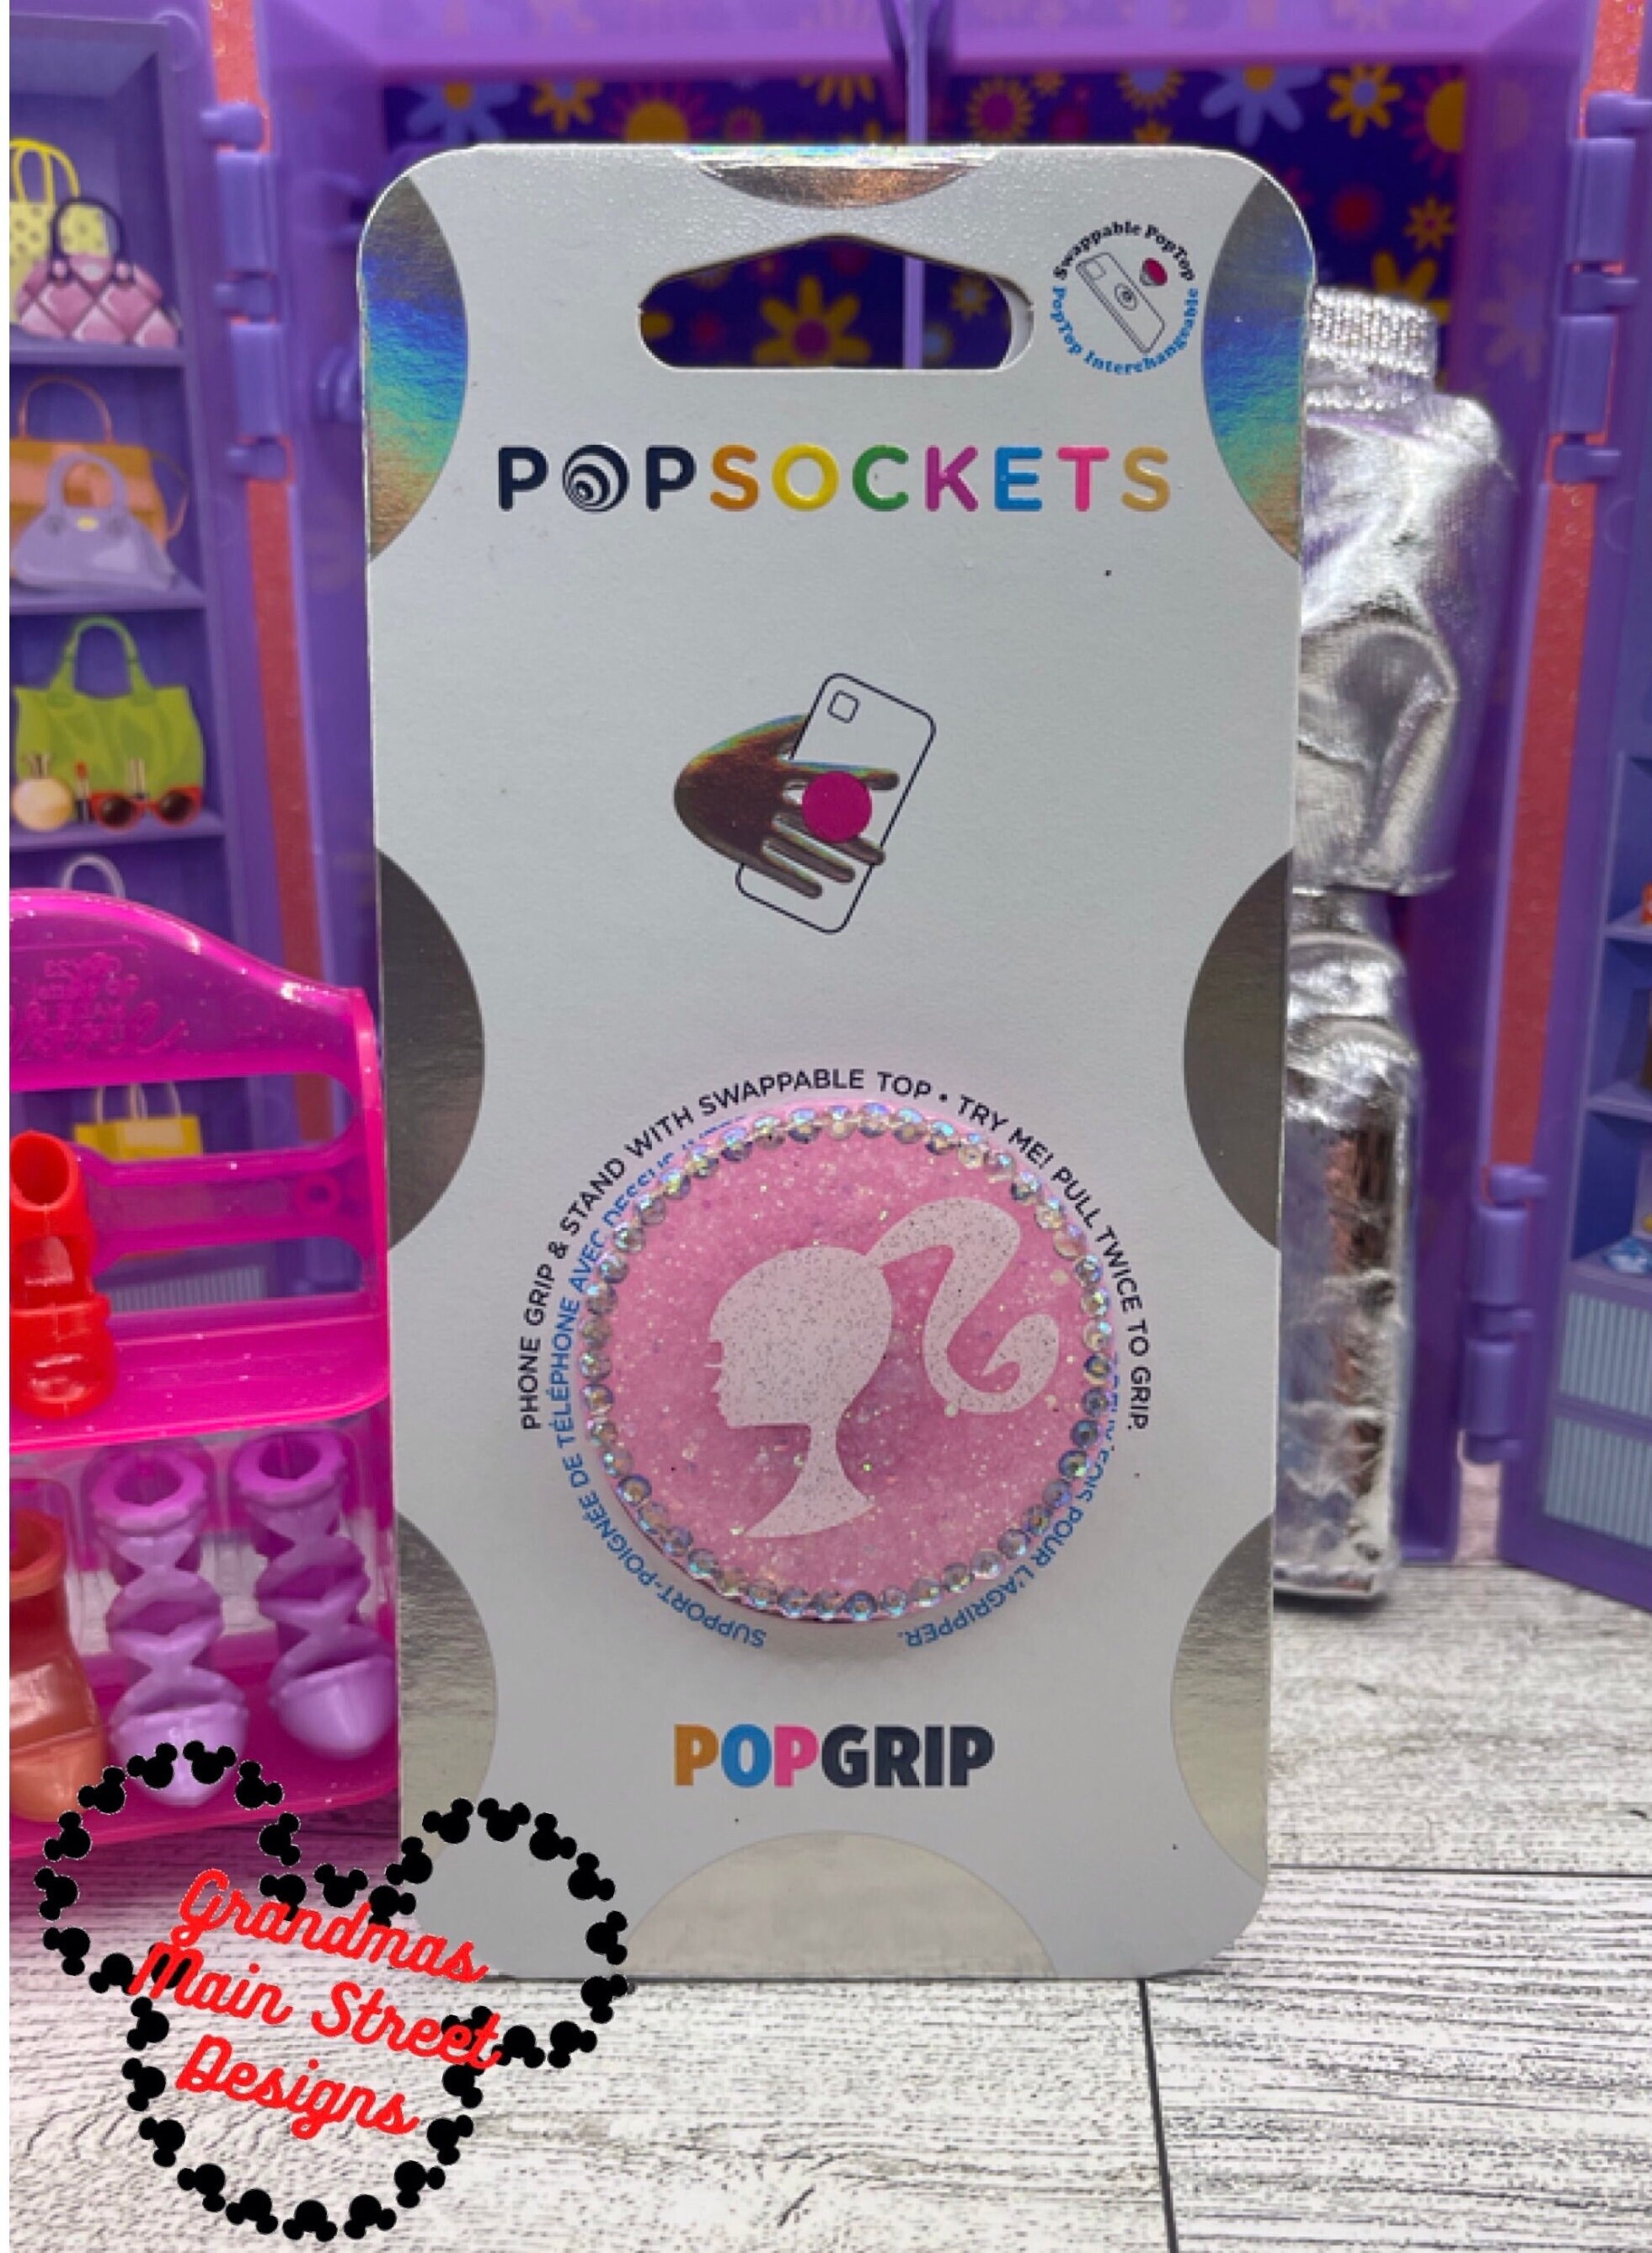 Swappable PopTop
PopTop Interchangeable
POPSOCKETS
PHONE GRIP & STAND WITH SWAPPABLE TOP • TRY ME! PULL TWICE TO GRIP.
SUPPORT-POIGNÉE DE TÉLÉPHONE AVEC DESSUS
POUR L'AGRIPPER.
POPGRIP
Grandmas
Main Street
Designs